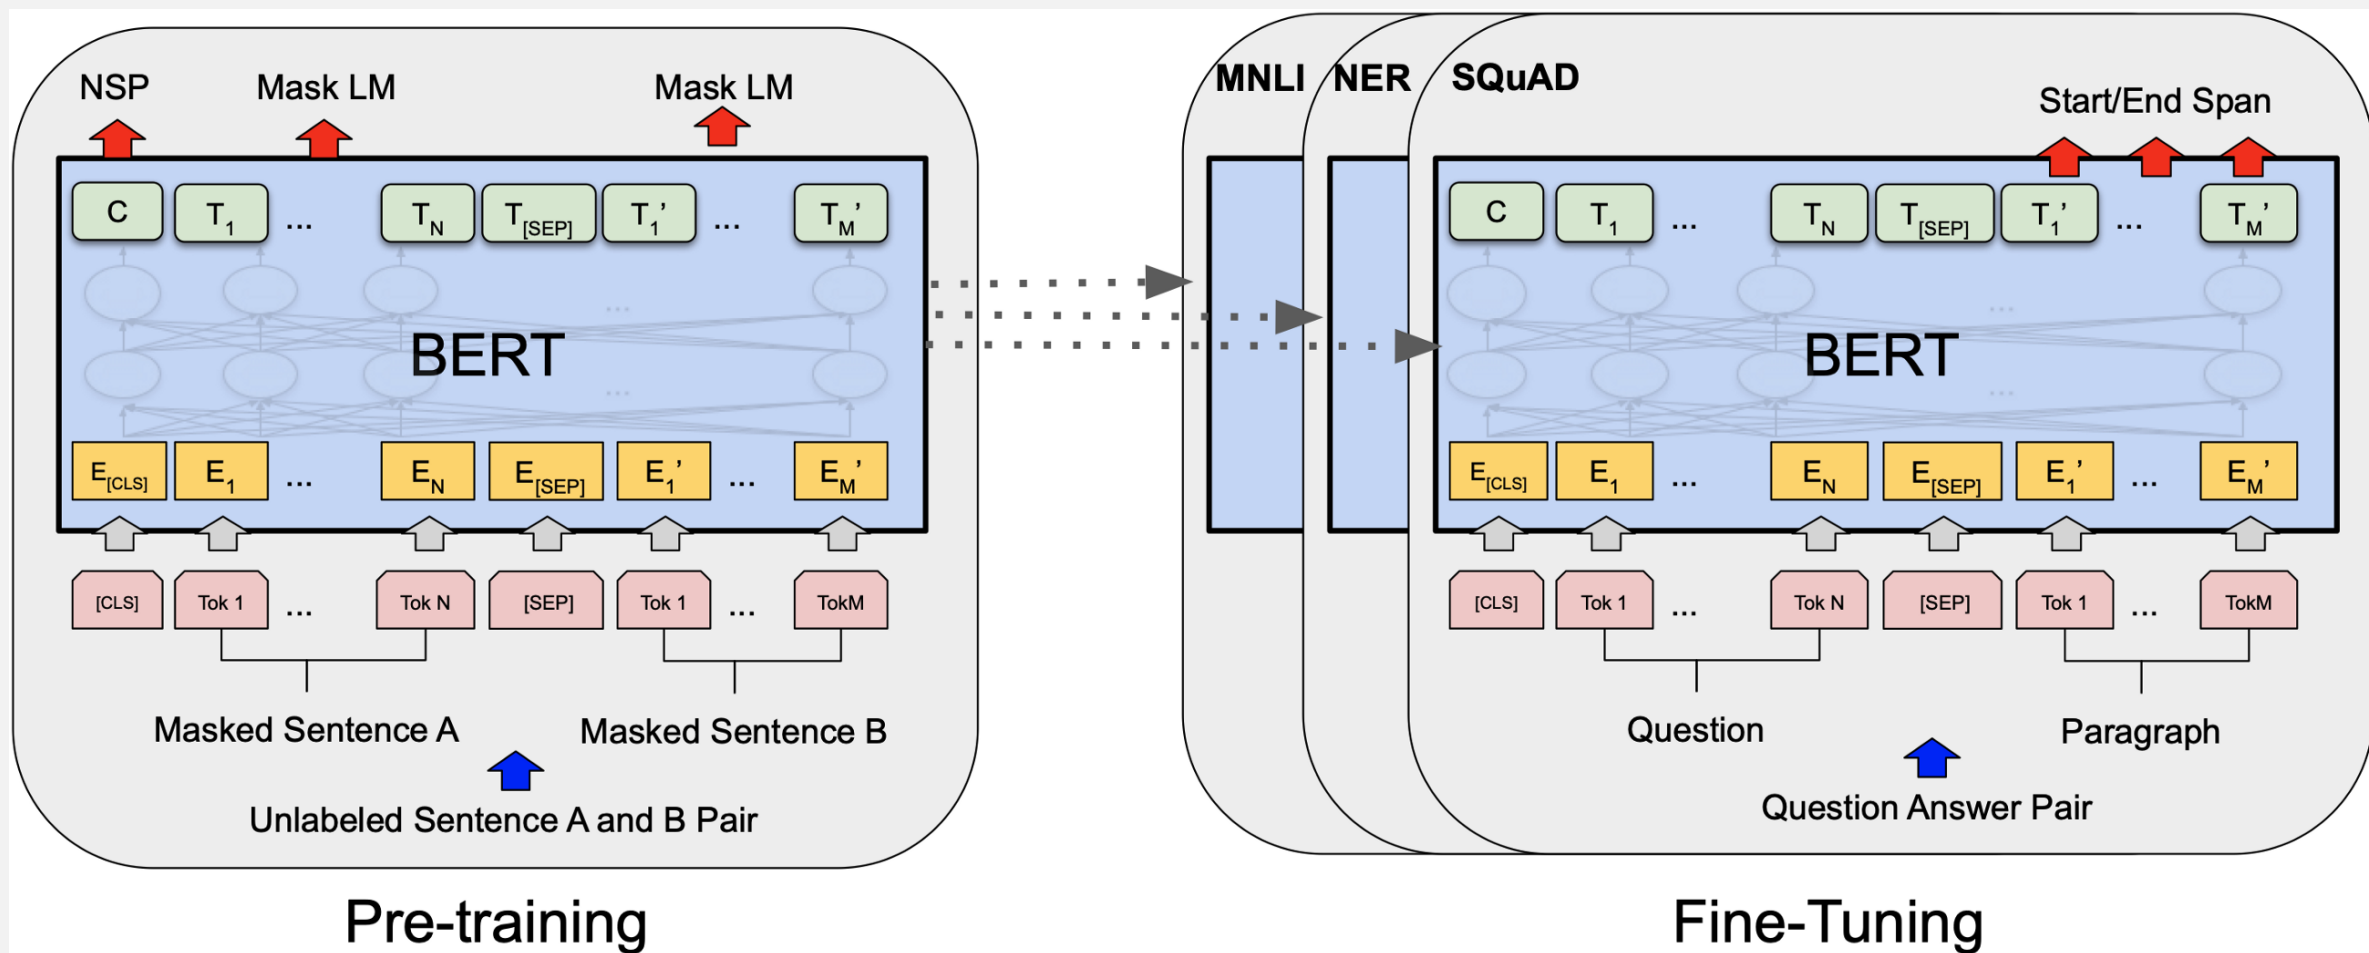 NSP Mask LM Mask LM
C T1 ... TN T[SEP] T1’ ... TM’
...
BERT
...
E[CLS] E1 ... EN E[SEP] E1’ ... EM’
[CLS] Tok 1 ... Tok N [SEP] Tok 1 ... TokM
Masked Sentence A Masked Sentence B
Unlabeled Sentence A and B Pair
Pre-training
MNLI NER SQuAD
Start/End Span
C T1 ... TN T[SEP] T1’ ... TM’
...
BERT
...
E[CLS] E1 ... EN E[SEP] E1’ ... EM’
[CLS] Tok 1 ... Tok N [SEP] Tok 1 ... TokM
Question Paragraph
Question Answer Pair
Fine-Tuning